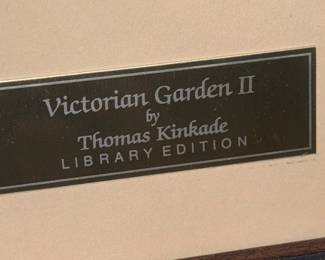 Victorian Garden II
by
Thomas Kinkade
LIBRARY EDITION